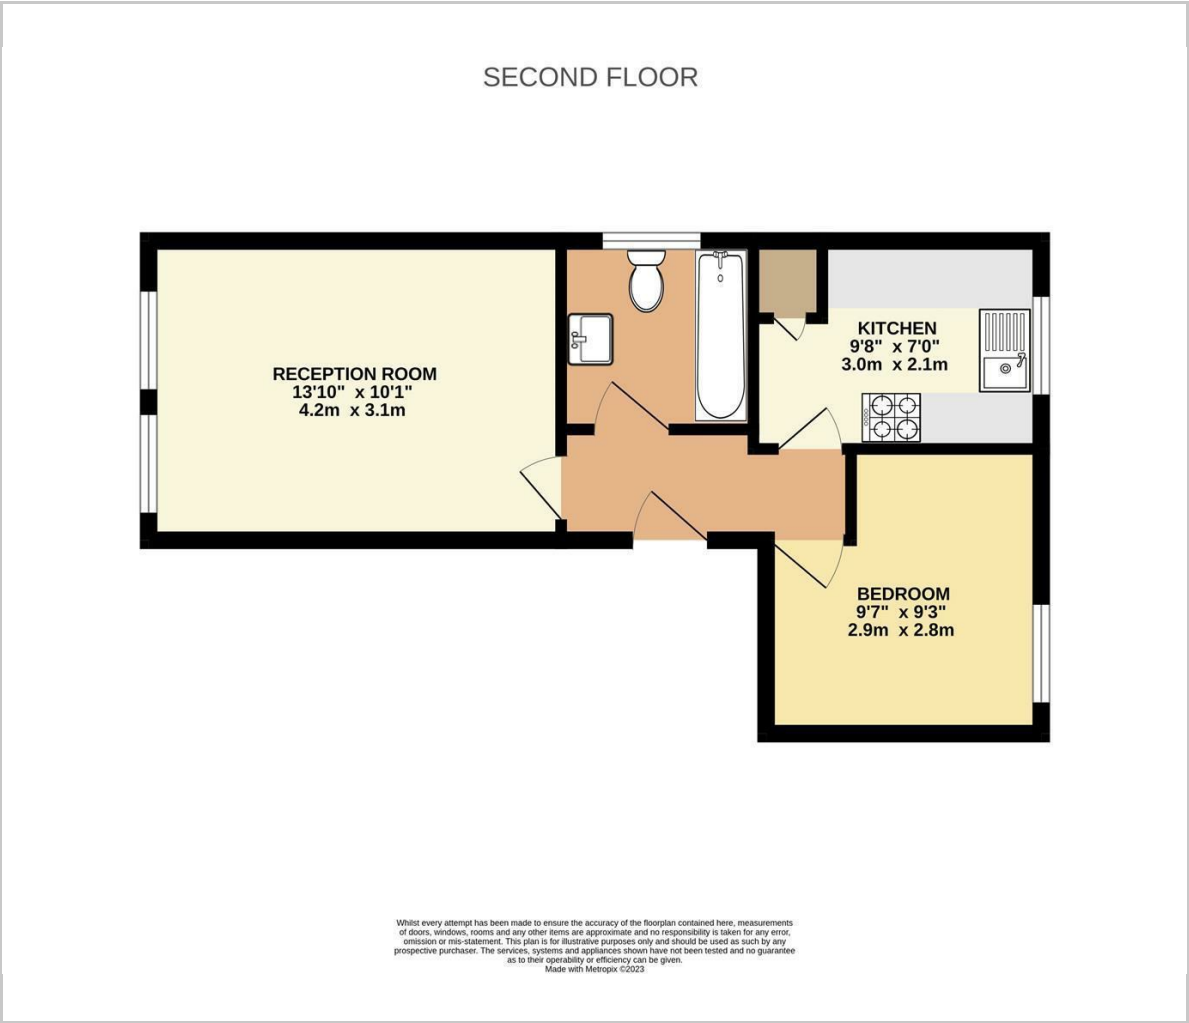 SECOND FLOOR
KITCHEN
9'8" x 7'0"
3.0m x 2.1m
RECEPTION ROOM
13'10" x 10'1"
4.2m x 3.1m
BEDROOM
9'7" x 9'3"
2.9m x 2.8m
Whilst every attempt has been made to ensure the accuracy of the floorplan contained here, measurements
of doors, windows, rooms and any other items are approximate and no responsibility is taken for any error,
omission or mis-statement. This plan is for illustrative purposes only and should be used as such by any
prospective purchaser. The services, systems and appliances shown have not been tested and no guarantee
as to their operability or efficiency can be given.
Made with Metropix ©2023